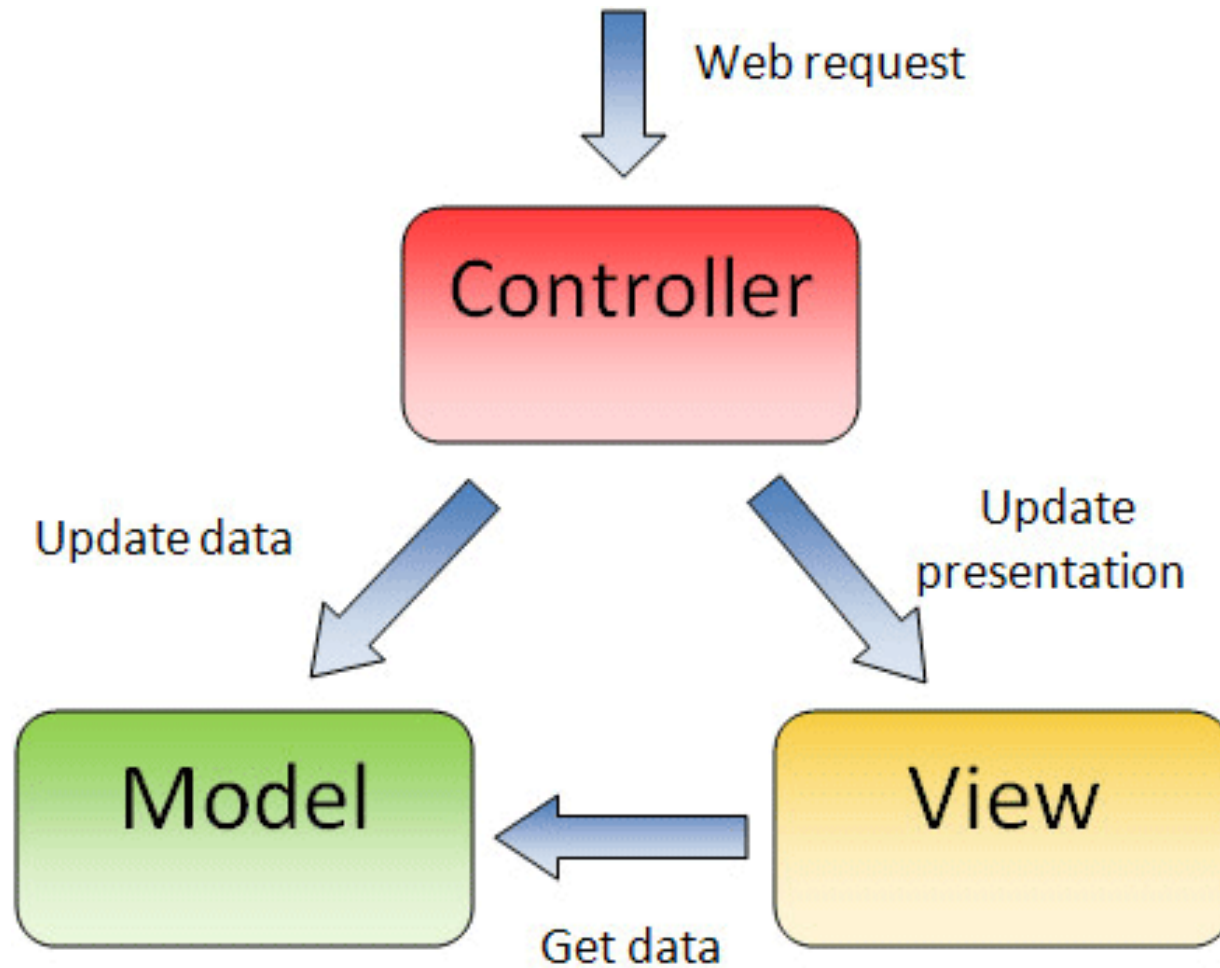 Web request
Controller
Update data
Update
presentation
Model
View
Get data